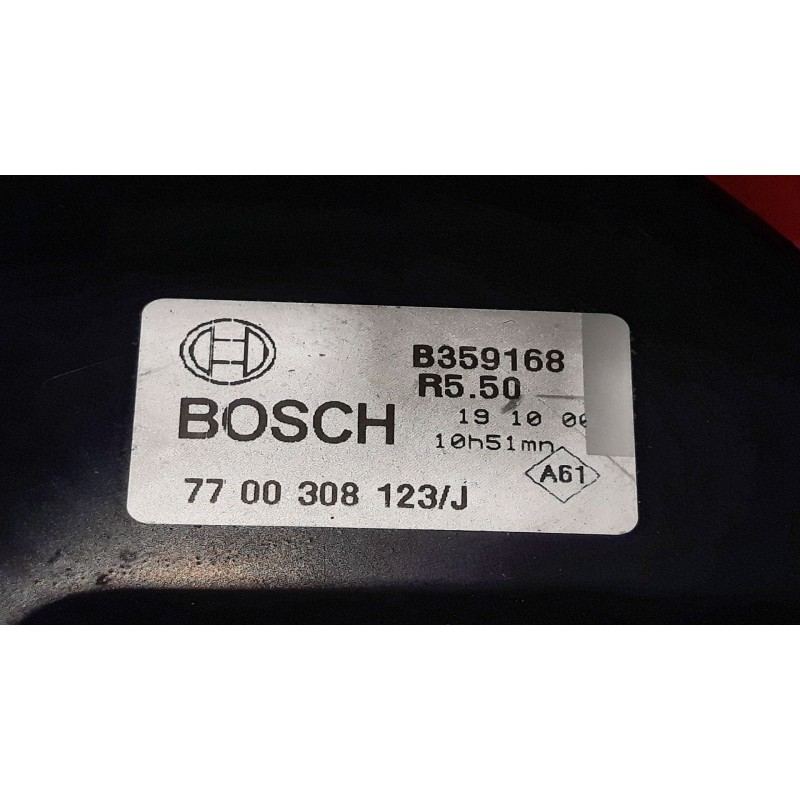 B359168
R5.50
BOSCH
19 10 00
10h51mn
A61
77 00 308 123/J